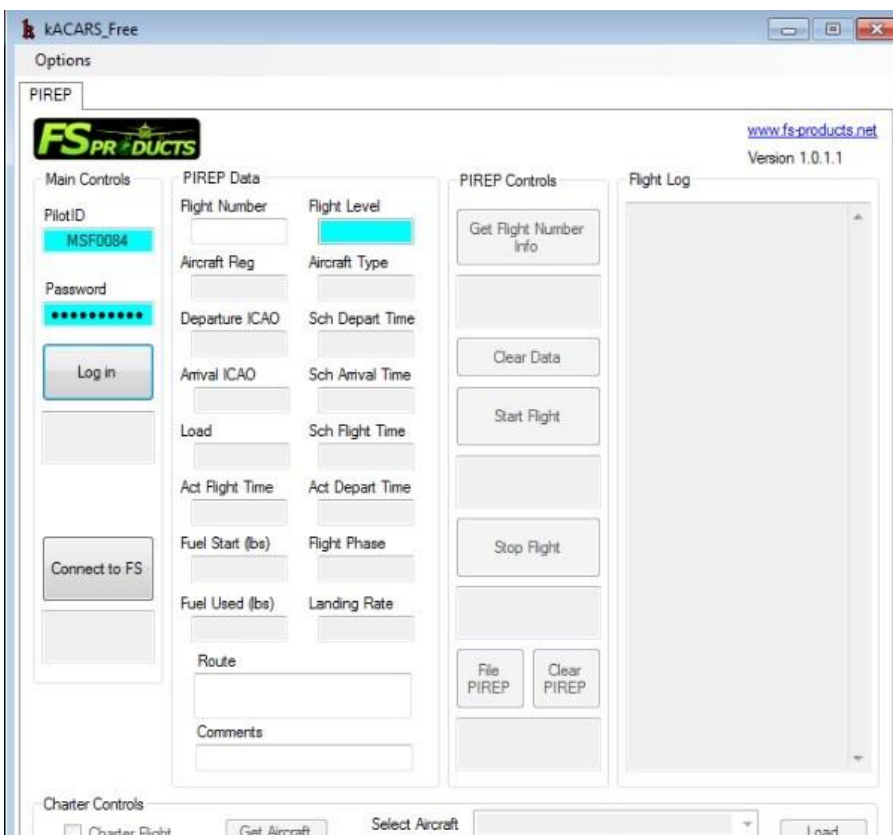 kACARS_Free
Options
PIREP
FS PRODUCTS
www.fs-products.net
Version 1.0.1.1
Main Controls
PilotID
MSF0084
Password
••••••••••
Log in
Connect to FS
PIREP Data
Flight Number
Flight Level
Aircraft Reg
Aircraft Type
Departure ICAO
Sch Depart Time
Arrival ICAO
Sch Arrival Time
Load
Sch Flight Time
Act Flight Time
Act Depart Time
Fuel Start (lbs)
Flight Phase
Fuel Used (lbs)
Landing Rate
Route
Comments
PIREP Controls
Get Flight Number
Info
Clear Data
Start Flight
Stop Flight
File
PIREP
Clear
PIREP
Flight Log
Charter Controls
Charter Flight
Get Aircraft
Select Aircraft
Load